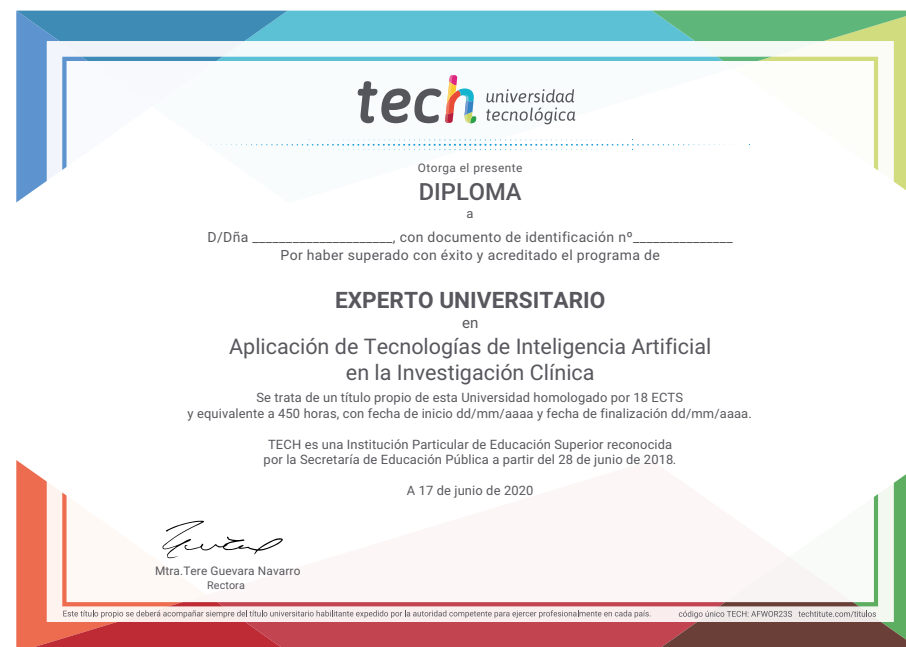 tech universidad
tecnológica
Otorga el presente
DIPLOMA
a
D/Dña ______________________, con documento de identificación nº_______________
Por haber superado con éxito y acreditado el programa de
EXPERTO UNIVERSITARIO
en
Aplicación de Tecnologías de Inteligencia Artificial
en la Investigación Clínica
Se trata de un título propio de esta Universidad homologado por 18 ECTS
y equivalente a 450 horas, con fecha de inicio dd/mm/aaaa y fecha de finalización dd/mm/aaaa.
TECH es una Institución Particular de Educación Superior reconocida
por la Secretaría de Educación Pública a partir del 28 de junio de 2018.
A 17 de junio de 2020
Mtra.Tere Guevara Navarro
Rectora
Este título propio se deberá acompañar siempre del título universitario habilitante expedido por la autoridad competente para ejercer profesionalmente en cada país. código único TECH: AFWOR23S techtitute.com/titulos